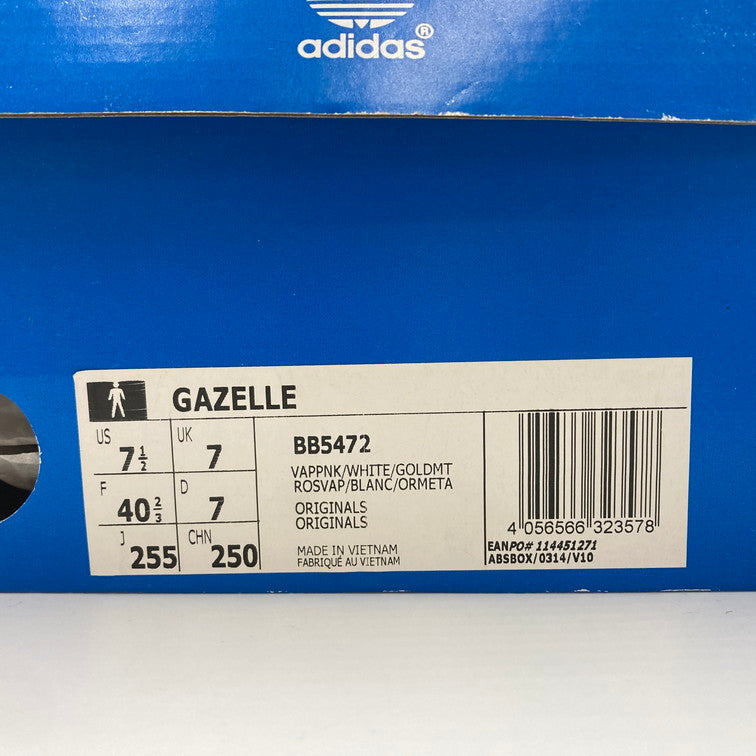 adidas®
GAZELLE
US 7½ UK 7
F 40⅔ D 7
J 255 CHN 250
BB5472
VAPPNK/WHITE/GOLDMT
ROSVAP/BLANC/ORMETA
ORIGINALS
ORIGINALS
MADE IN VIETNAM
FABRIQUÉ AU VIETNAM
4 056566 323578
EANPO# 114451271
ABSBOX/0314/V10